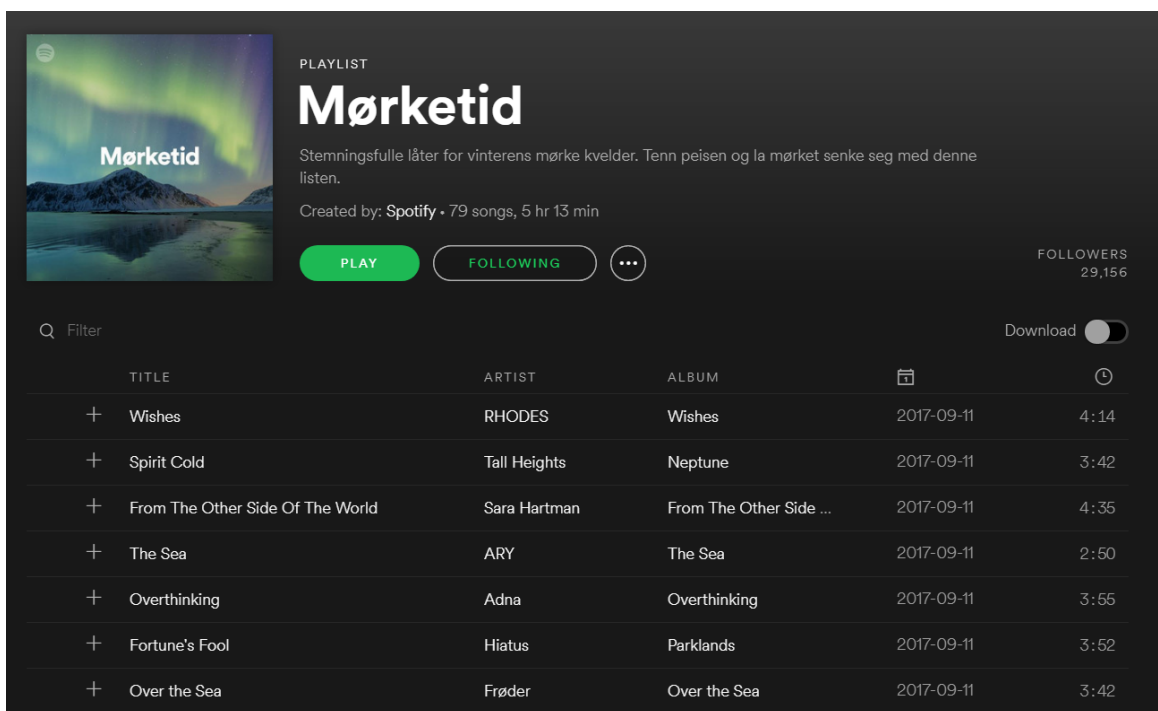 Mørketid
PLAYLIST
Mørketid
Stemningsfulle låter for vinterens mørke kvelder. Tenn peisen og la mørket senke seg med denne
listen.
Created by: Spotify • 79 songs, 5 hr 13 min
PLAY FOLLOWING
FOLLOWERS
29,156
Filter Download
TITLE ARTIST ALBUM
Wishes RHODES Wishes 2017-09-11 4:14
Spirit Cold Tall Heights Neptune 2017-09-11 3:42
From The Other Side Of The World Sara Hartman From The Other Side ... 2017-09-11 4:35
The Sea ARY The Sea 2017-09-11 2:50
Overthinking Adna Overthinking 2017-09-11 3:55
Fortune's Fool Hiatus Parklands 2017-09-11 3:52
Over the Sea Frøder Over the Sea 2017-09-11 3:42